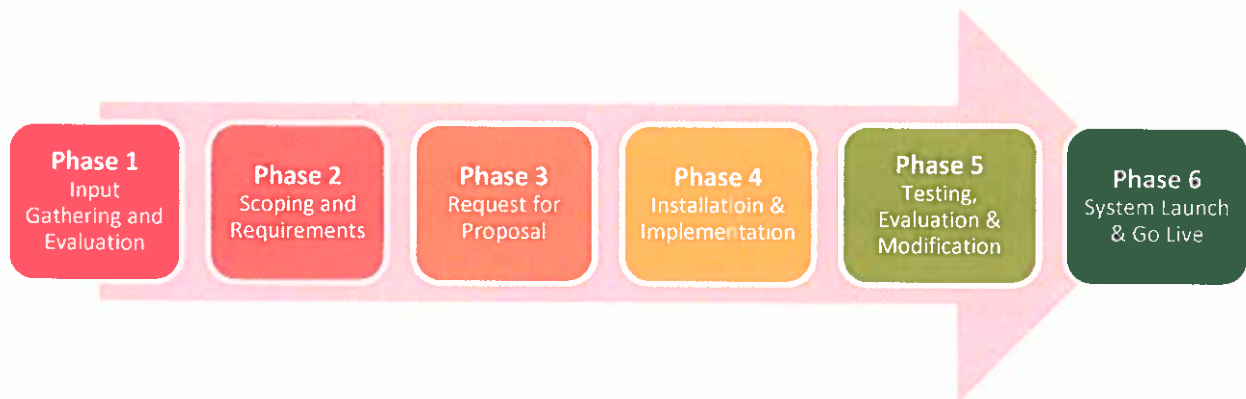 Phase 1
Input
Gathering and
Evaluation
Phase 2
Scoping and
Requirements
Phase 3
Request for
Proposal
Phase 4
Installatioin &
Implementation
Phase 5
Testing,
Evaluation &
Modification
Phase 6
System Launch
& Go Live